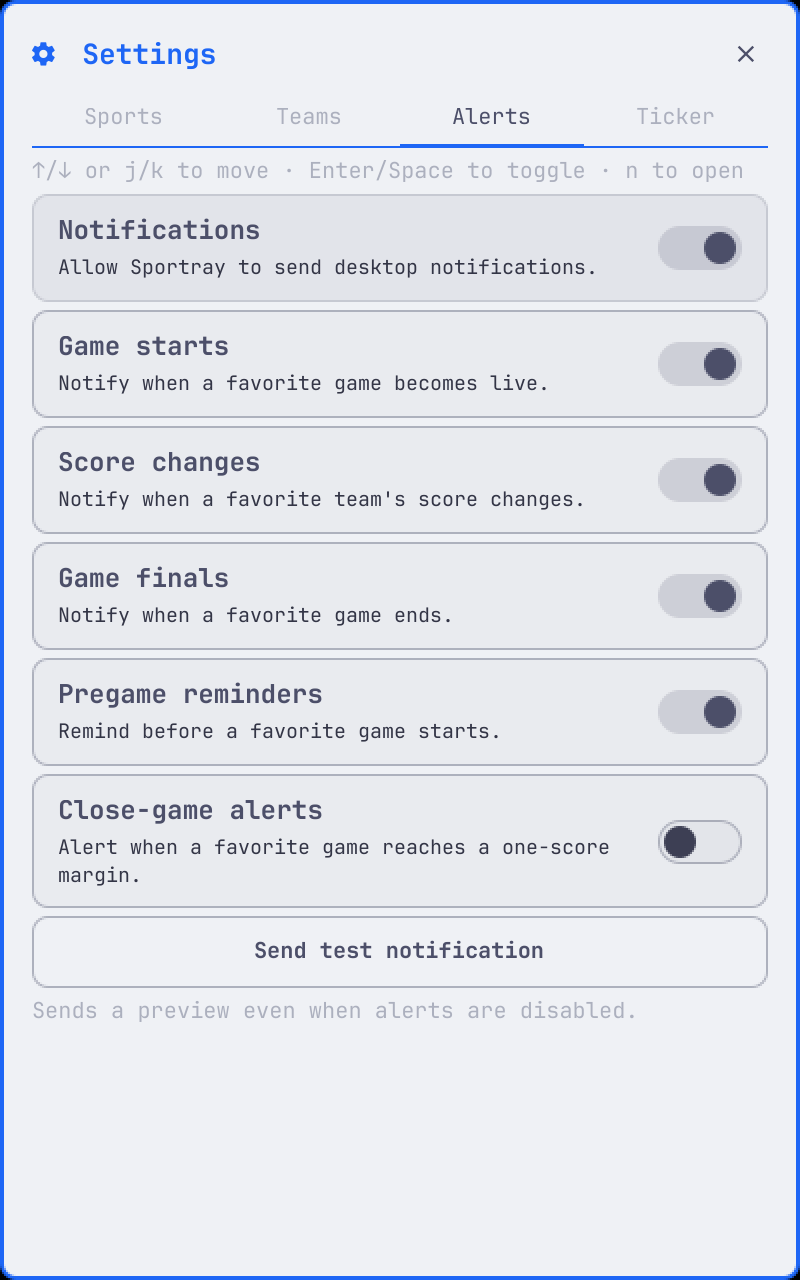 Settings
Sports Teams Alerts Ticker
↑/↓ or j/k to move · Enter/Space to toggle · n to open
Notifications
Allow Sportray to send desktop notifications.
Game starts
Notify when a favorite game becomes live.
Score changes
Notify when a favorite team's score changes.
Game finals
Notify when a favorite game ends.
Pregame reminders
Remind before a favorite game starts.
Close-game alerts
Alert when a favorite game reaches a one-score
margin.
Send test notification
Sends a preview even when alerts are disabled.